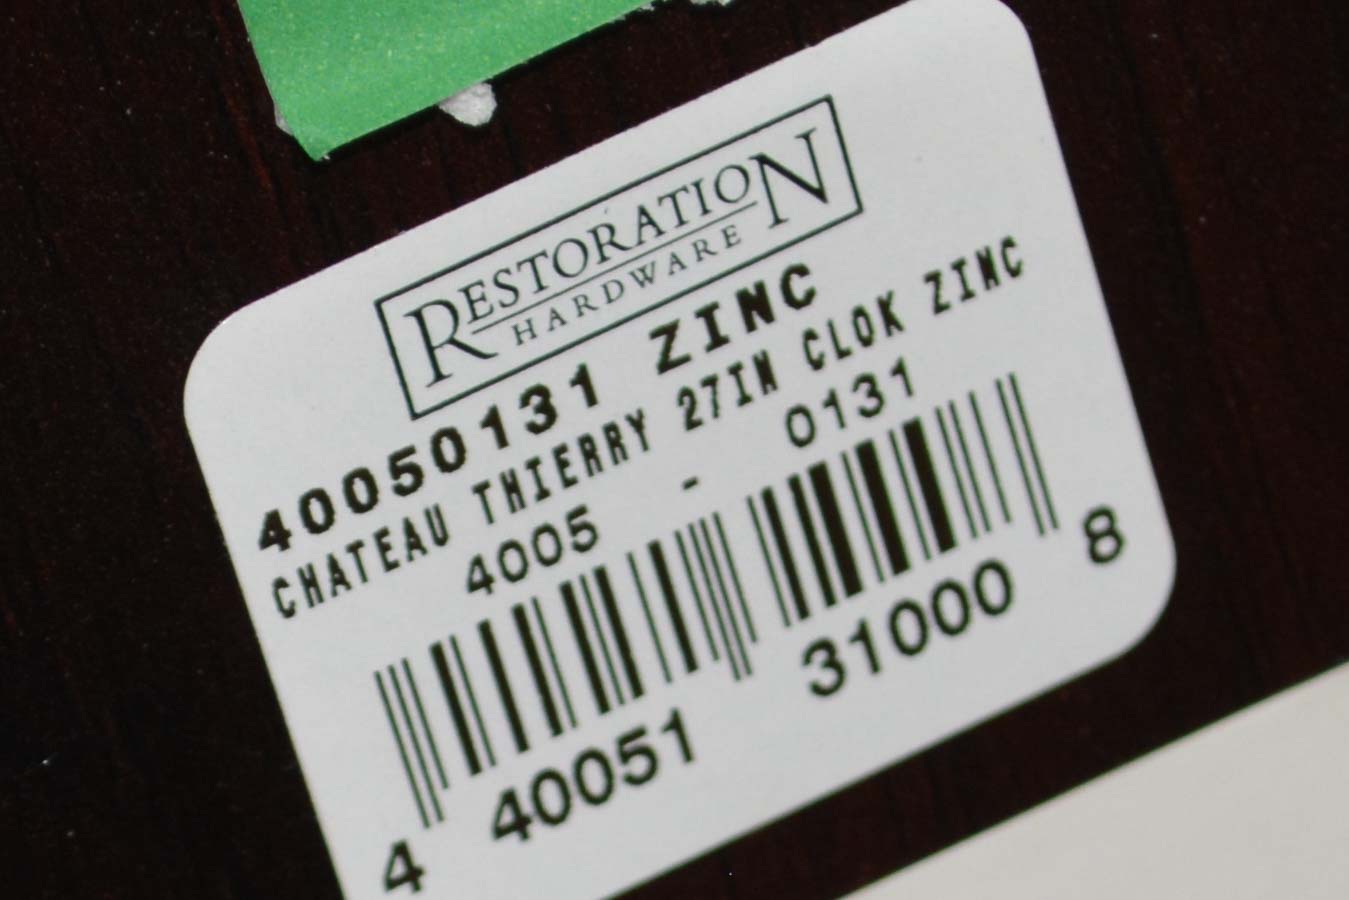 RESTORATION
HARDWARE
40050131 ZINC
CHATEAU THIERRY 27IN CLOK ZINC
4005 - 0131
4 40051 31000 8